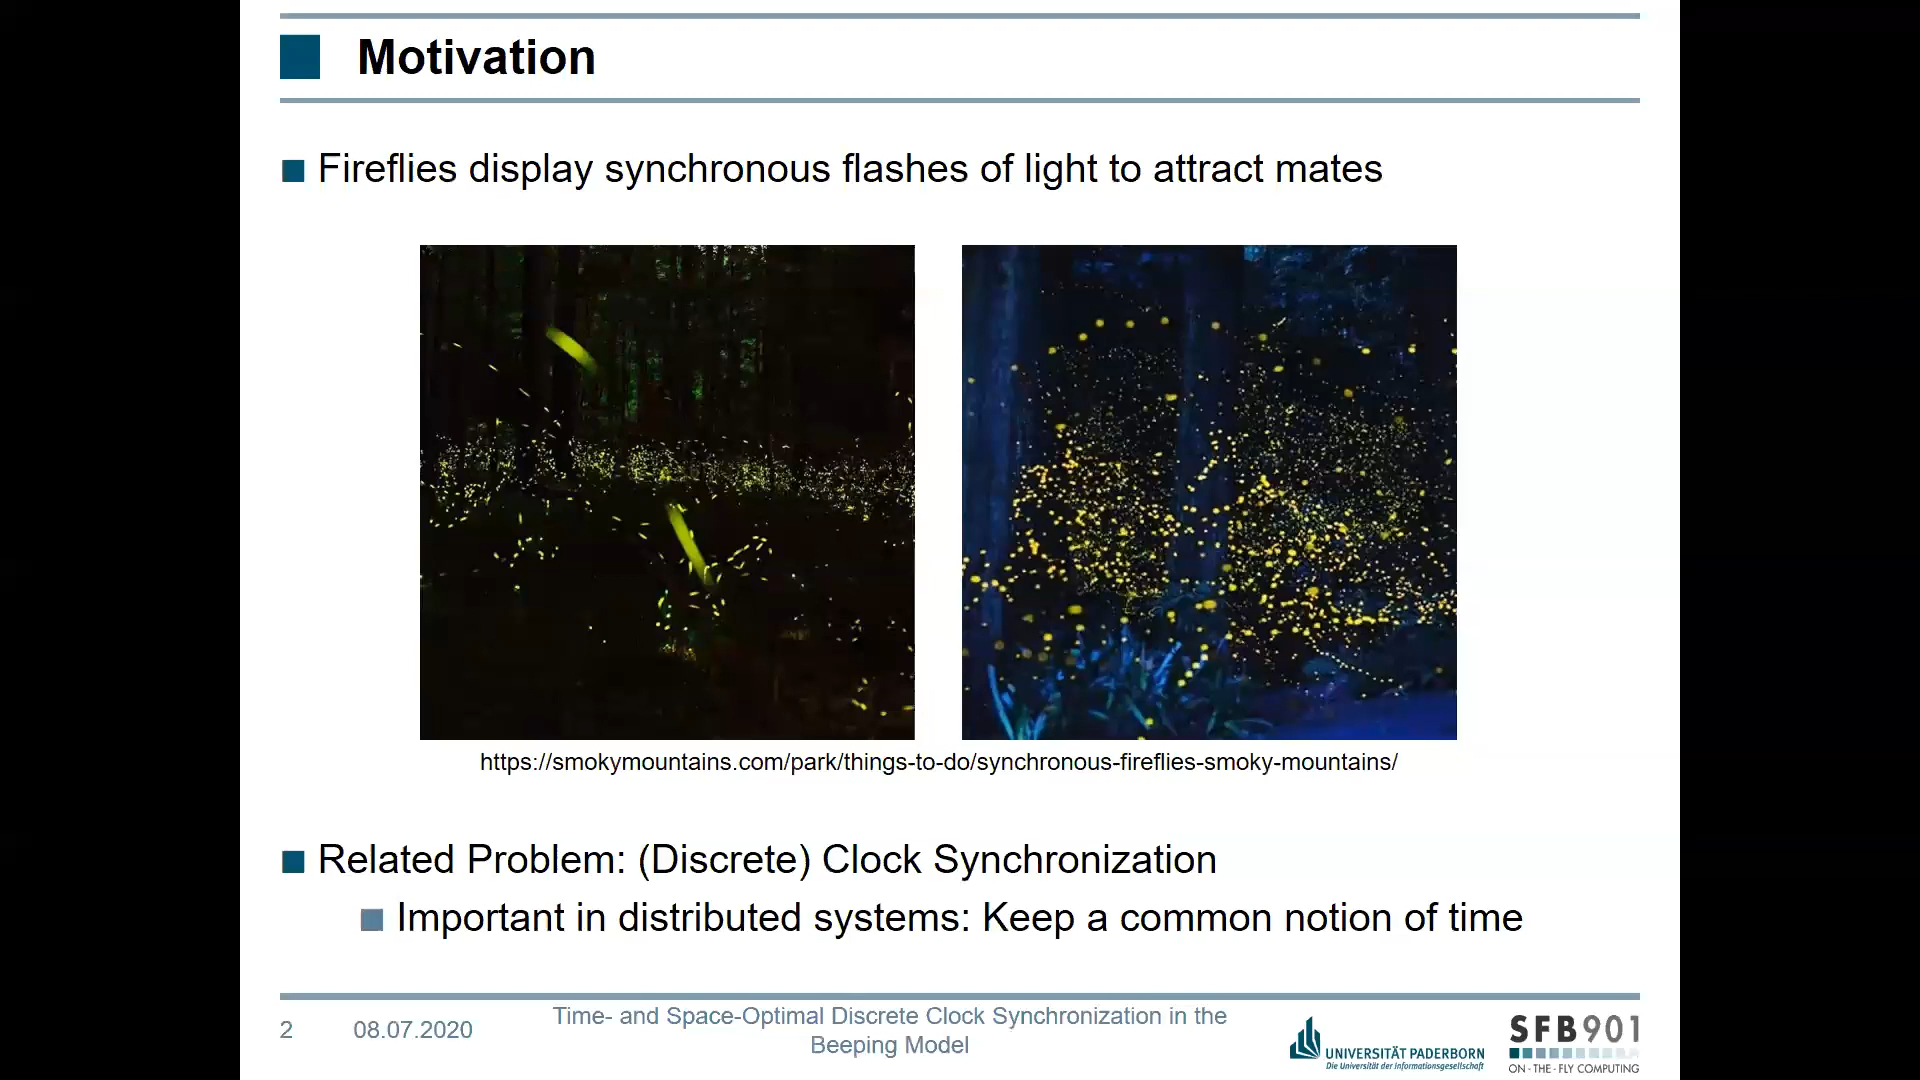 Motivation
Fireflies display synchronous flashes of light to attract mates
https://smokymountains.com/park/things-to-do/synchronous-fireflies-smoky-mountains/
Related Problem: (Discrete) Clock Synchronization
Important in distributed systems: Keep a common notion of time
2
08.07.2020
Time- and Space-Optimal Discrete Clock Synchronization in the
Beeping Model
UNIVERSITÄT PADERBORN
Die Universität der Informationsgesellschaft
SFB901
ON-THE-FLY COMPUTING